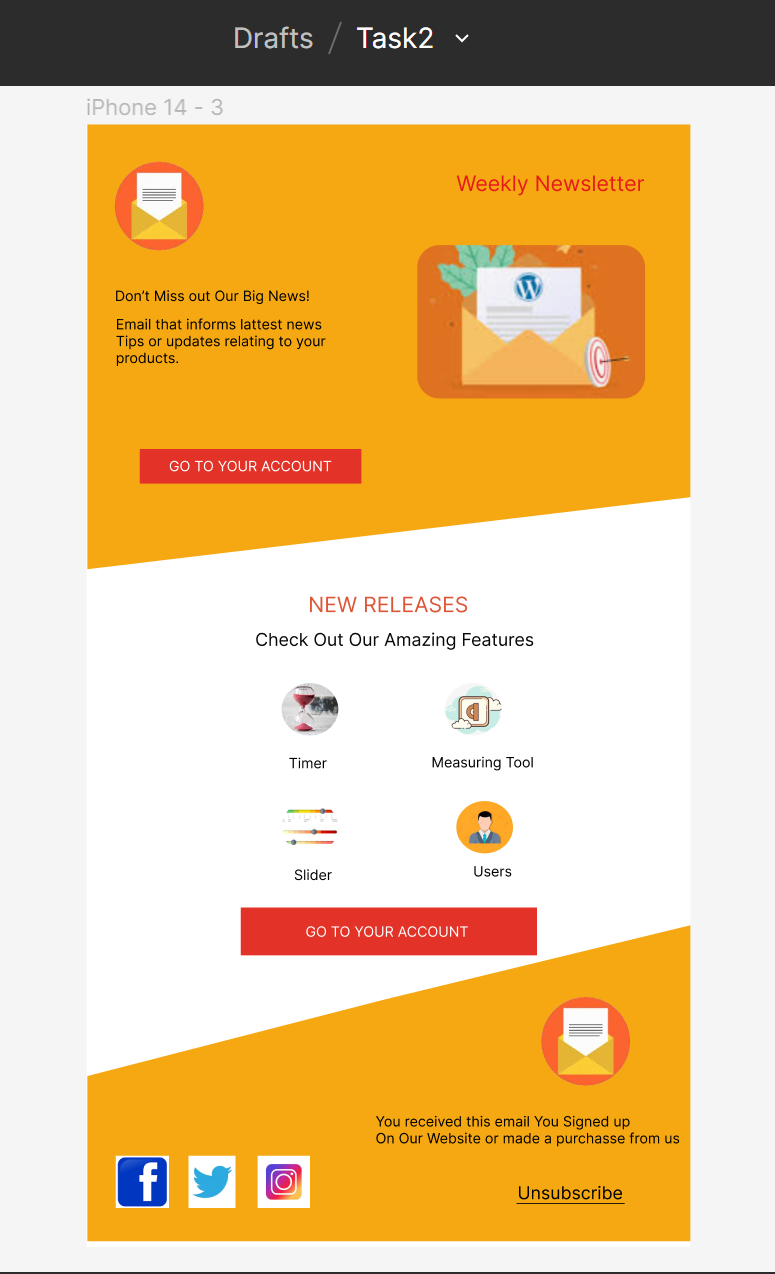 Drafts / Task2
iPhone 14 - 3
Weekly Newsletter
Don’t Miss out Our Big News!
Email that informs lattest news
Tips or updates relating to your
products.
GO TO YOUR ACCOUNT
NEW RELEASES
Check Out Our Amazing Features
Timer
Measuring Tool
Slider
Users
GO TO YOUR ACCOUNT
You received this email You Signed up
On Our Website or made a purchasse from us
Unsubscribe